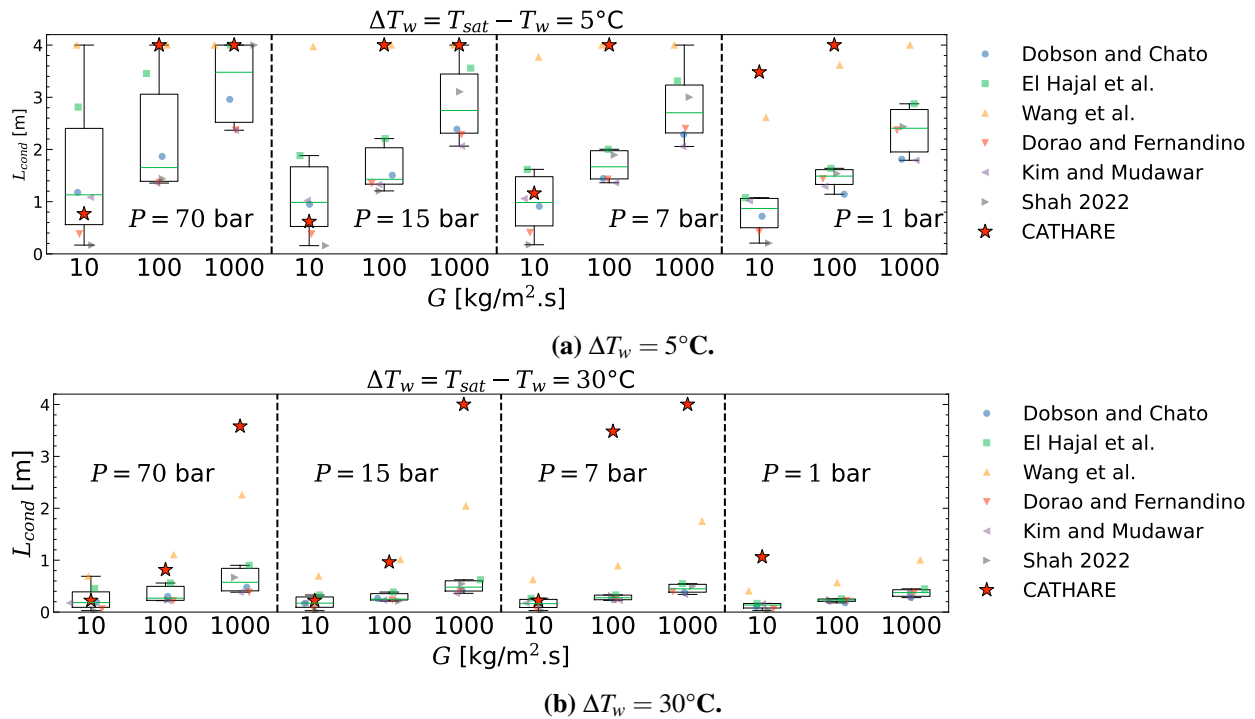 ΔT_w = T_sat − T_w = 5°C
4
3
2
1
0
L_cond [m]
P = 70 bar
P = 15 bar
P = 7 bar
P = 1 bar
10 100 1000 10 100 1000 10 100 1000 10 100 1000
G [kg/m².s]
Dobson and Chato
El Hajal et al.
Wang et al.
Dorao and Fernandino
Kim and Mudawar
Shah 2022
CATHARE
(a) ΔT_w = 5°C.
ΔT_w = T_sat − T_w = 30°C
4
3
2
1
0
L_cond [m]
P = 70 bar
P = 15 bar
P = 7 bar
P = 1 bar
10 100 1000 10 100 1000 10 100 1000 10 100 1000
G [kg/m².s]
Dobson and Chato
El Hajal et al.
Wang et al.
Dorao and Fernandino
Kim and Mudawar
Shah 2022
CATHARE
(b) ΔT_w = 30°C.